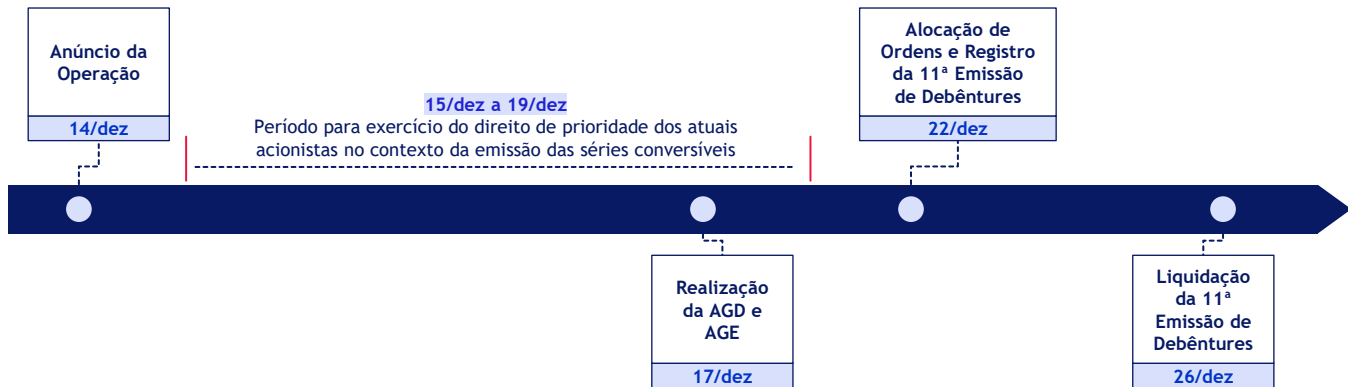 Anúncio da
Operação
14/dez
15/dez a 19/dez
Período para exercício do direito de prioridade dos atuais
acionistas no contexto da emissão das séries conversíveis
Alocação de
Ordens e Registro
da 11ª Emissão
de Debêntures
22/dez
Realização
da AGD e
AGE
17/dez
Liquidação
da 11ª
Emissão de
Debêntures
26/dez